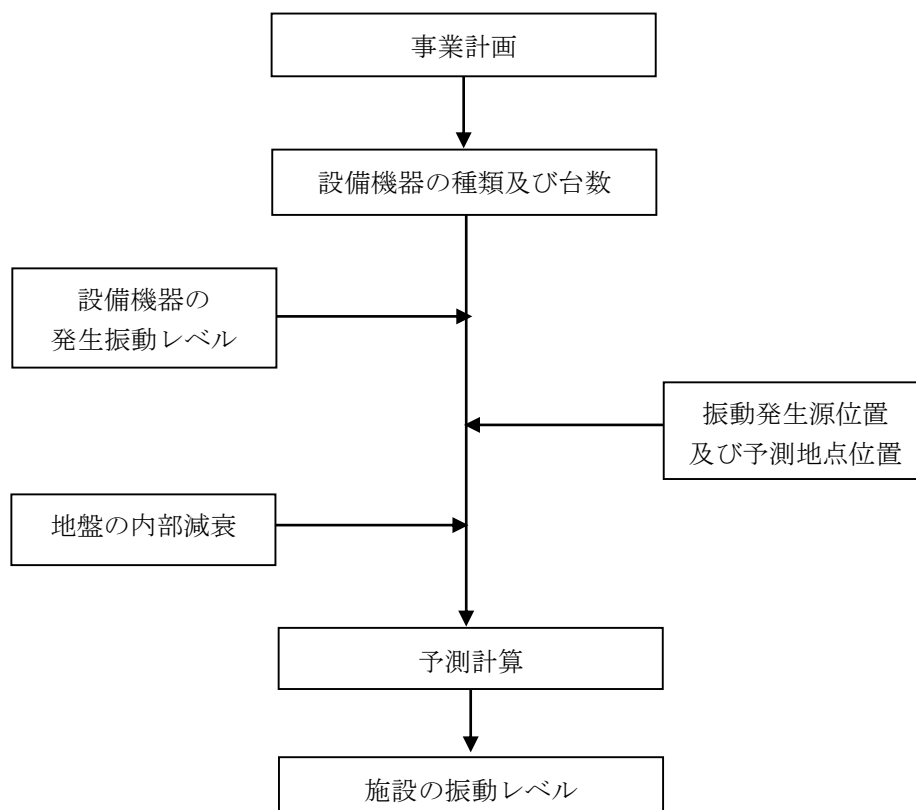 事業計画
設備機器の種類及び台数
設備機器の
発生振動レベル
振動発生源位置
及び予測地点位置
地盤の内部減衰
予測計算
施設の振動レベル